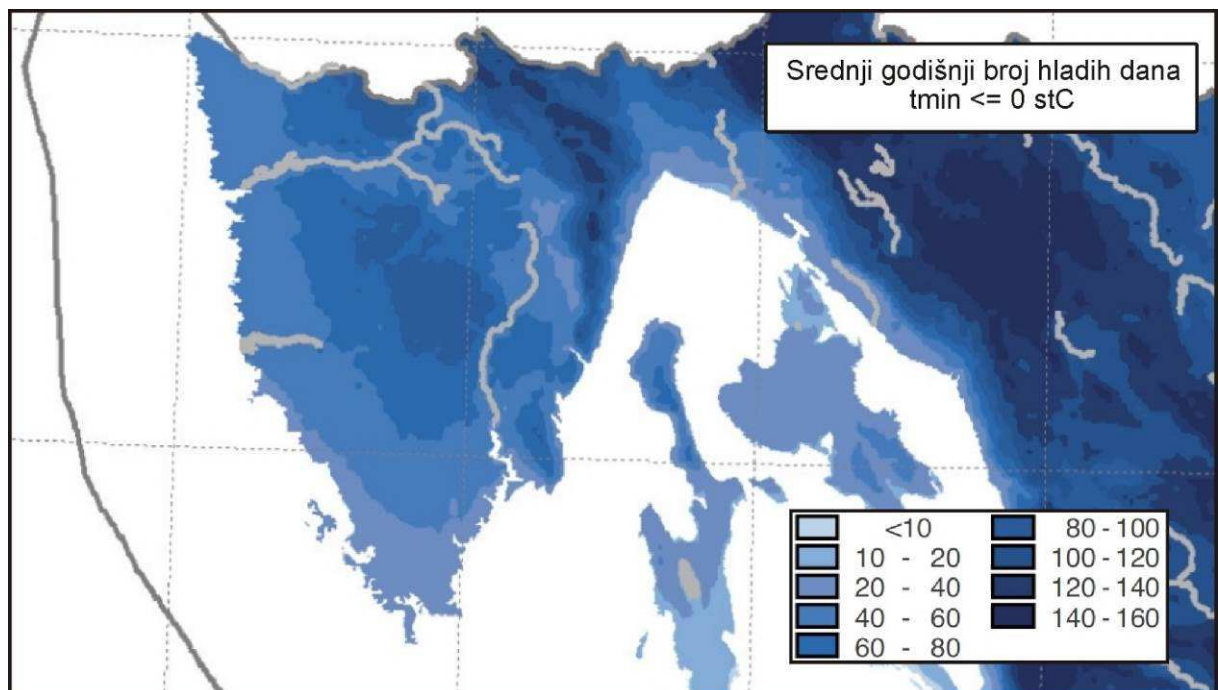 Srednji godišnji broj hladih dana
tmin <= 0 stC
<10
10 - 20
20 - 40
40 - 60
60 - 80
80 - 100
100 - 120
120 - 140
140 - 160